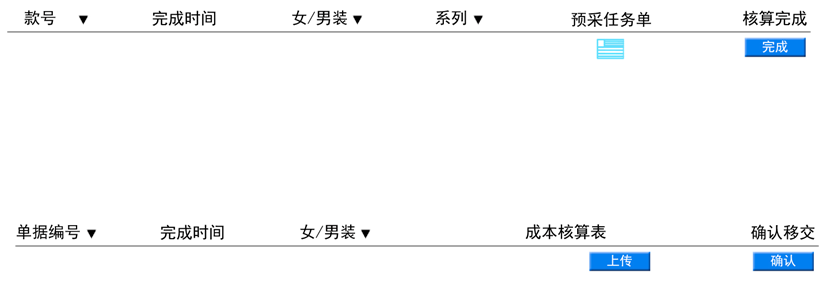 款号 ▼ 完成时间 女/男装 ▼ 系列 ▼ 预采任务单 核算完成
完成
单据编号 ▼ 完成时间 女/男装 ▼ 成本核算表 确认移交
上传 确认